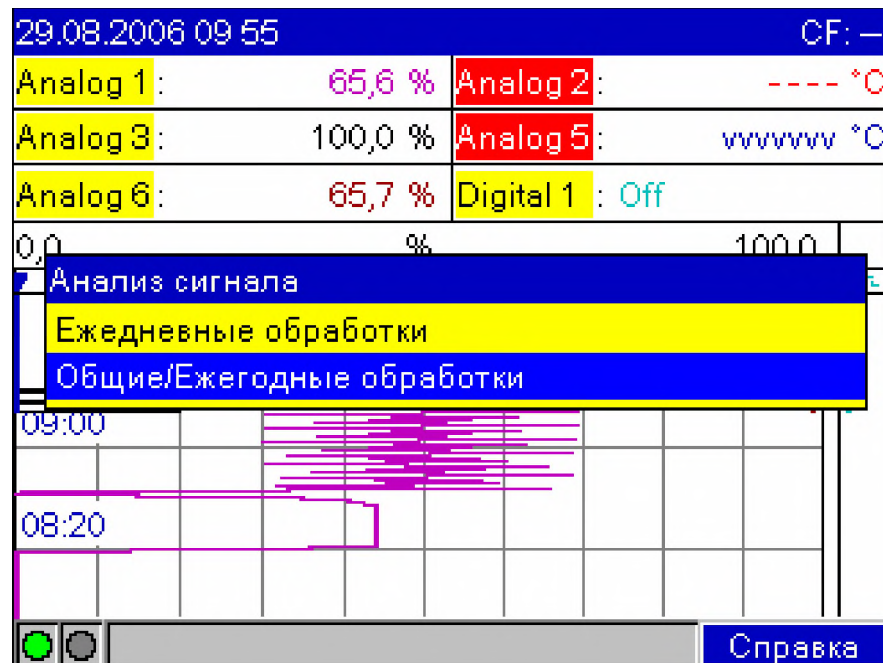 29.08.2006 09 55 CF: –
Analog 1 : 65,6 % Analog 2 : ---- °C
Analog 3 : 100,0 % Analog 5 : vvvvvvv °C
Analog 6 : 65,7 % Digital 1 : Off
0,0 % 100,0
Анализ сигнала
Ежедневные обработки
Общие/Ежегодные обработки
09:00
08:20
Справка